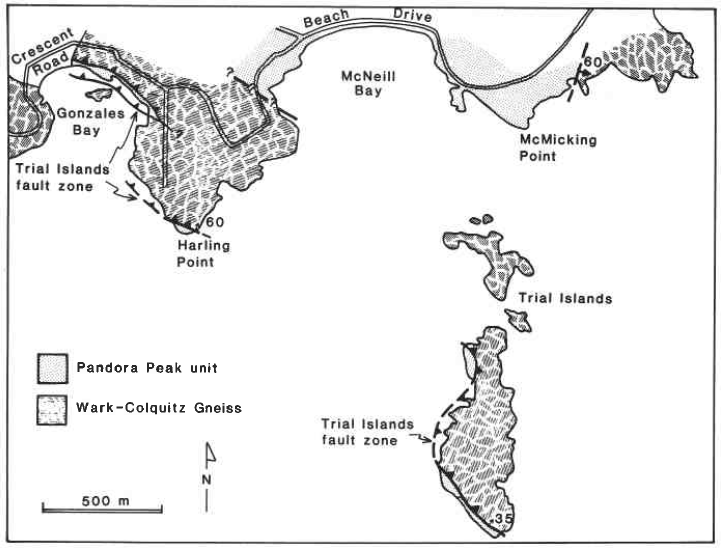 Crescent
Road
Beach Drive
?
60
McNeill
Bay
Gonzales
Bay
?
?
McMicking
Point
Trial Islands
fault zone
60
Harling
Point
Trial Islands
Pandora Peak unit
Wark-Colquitz Gneiss
Trial Islands
fault zone
N
500 m
35